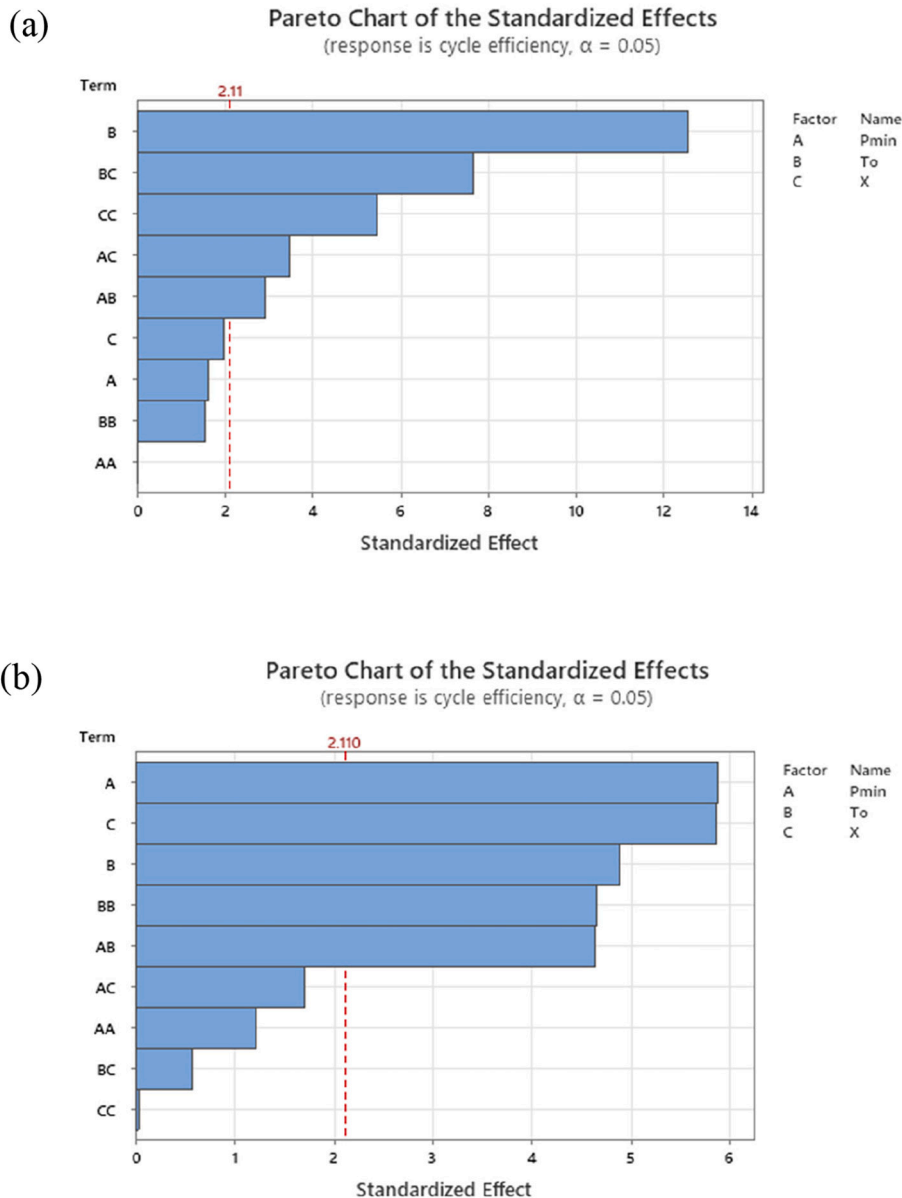 (a)
Pareto Chart of the Standardized Effects
(response is cycle efficiency, α = 0.05)
Term
2.11
Factor Name
A Pmin
B To
C X
B
BC
CC
AC
AB
C
A
BB
AA
0 2 4 6 8 10 12 14
Standardized Effect
(b)
Pareto Chart of the Standardized Effects
(response is cycle efficiency, α = 0.05)
Term
2.110
Factor Name
A Pmin
B To
C X
A
C
B
BB
AB
AC
AA
BC
CC
0 1 2 3 4 5 6
Standardized Effect